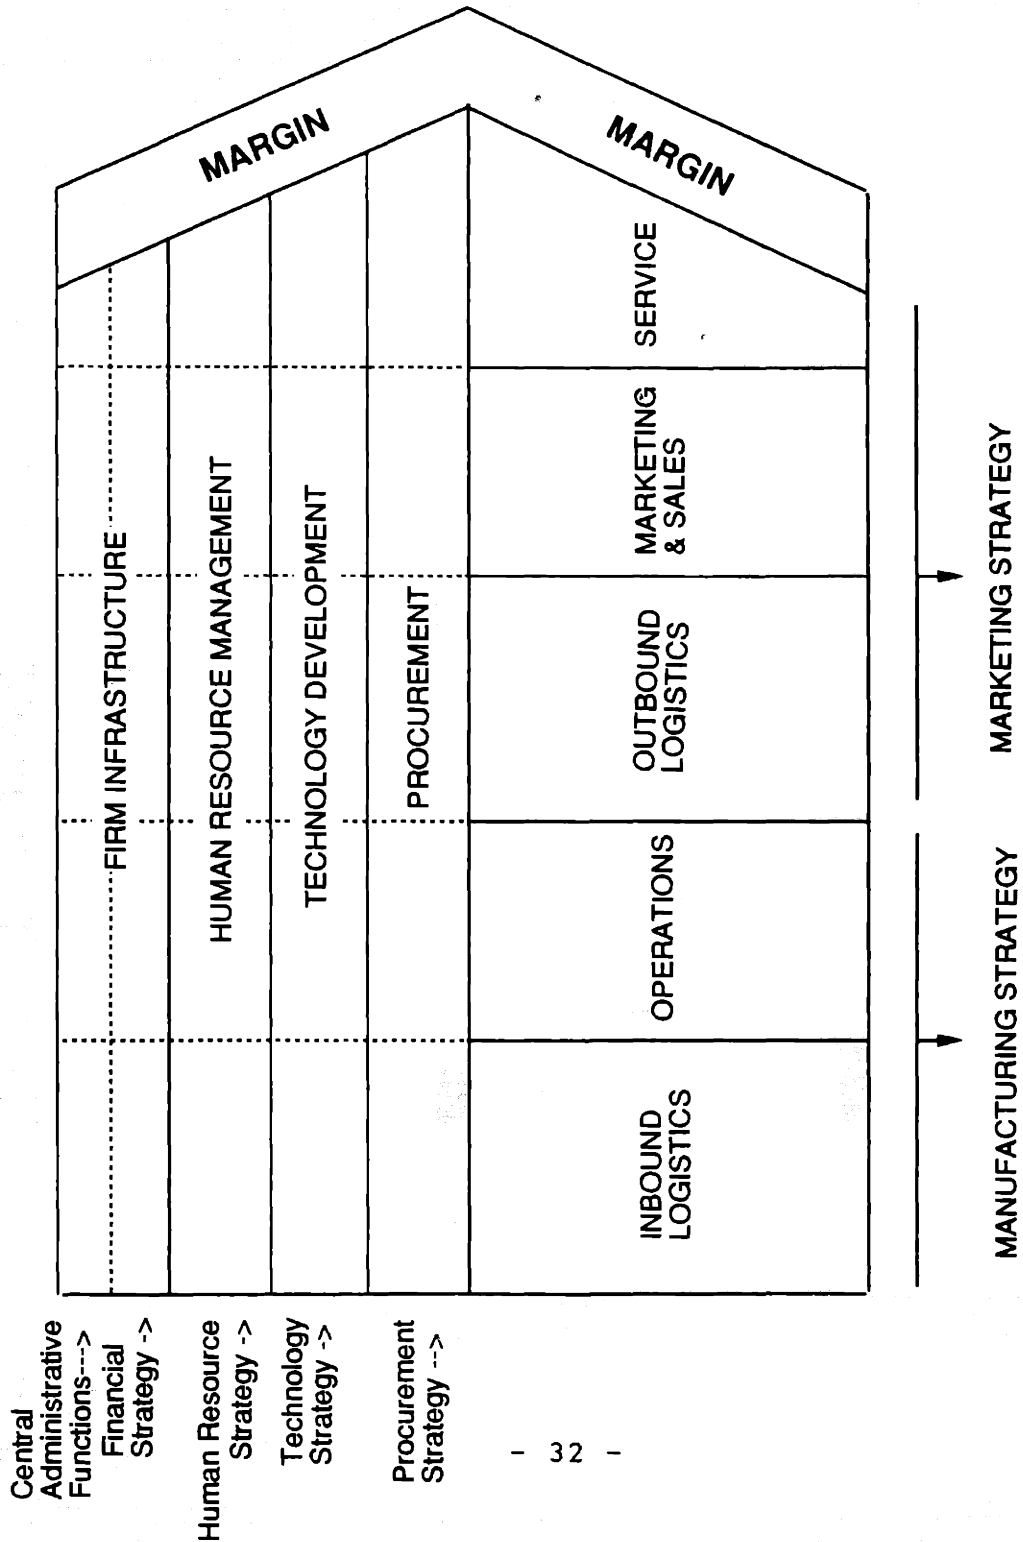 Central
Administrative
Functions--->
Financial
Strategy ->
Human Resource
Strategy ->
Technology
Strategy ->
Procurement
Strategy -->
FIRM INFRASTRUCTURE
HUMAN RESOURCE MANAGEMENT
TECHNOLOGY DEVELOPMENT
PROCUREMENT
MARGIN
INBOUND
LOGISTICS
OPERATIONS
OUTBOUND
LOGISTICS
MARKETING
& SALES
SERVICE
MARGIN
MANUFACTURING STRATEGY
MARKETING STRATEGY
- 32 -